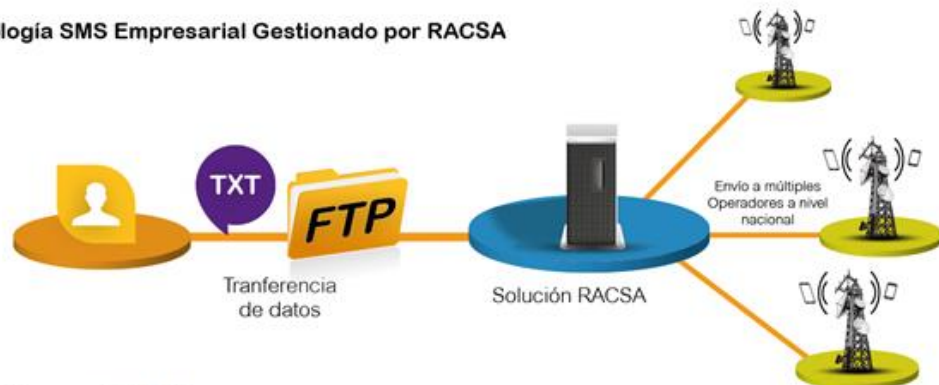 logía SMS Empresarial Gestionado por RACSA
TXT
FTP
Tranferencia
de datos
Solución RACSA
Envío a múltiples
Operadores a nivel
nacional